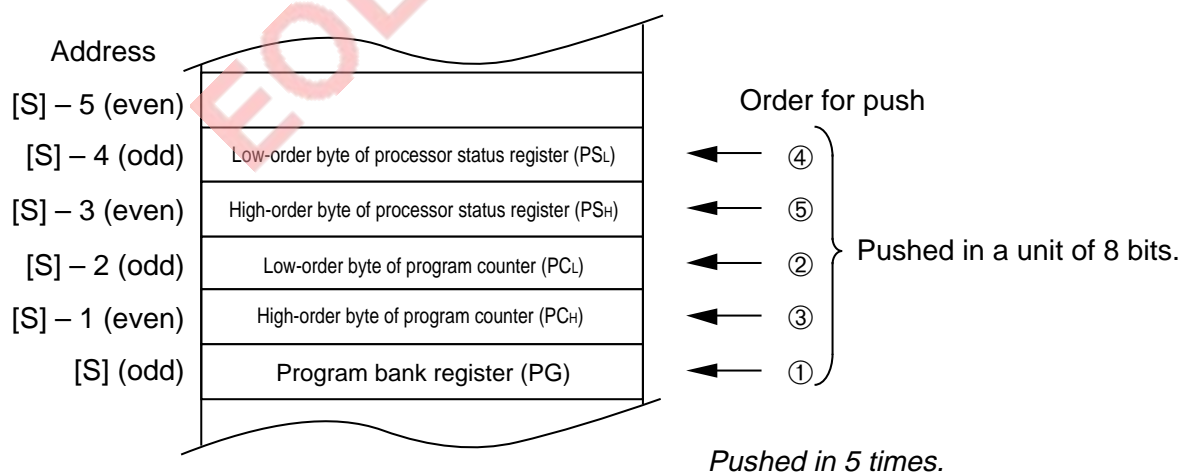 Address
[S] – 5 (even)
Order for push
[S] – 4 (odd) Low-order byte of processor status register (PSL) ④
[S] – 3 (even) High-order byte of processor status register (PSH) ⑤
[S] – 2 (odd) Low-order byte of program counter (PCL) ② Pushed in a unit of 8 bits.
[S] – 1 (even) High-order byte of program counter (PCH) ③
[S] (odd) Program bank register (PG) ①
Pushed in 5 times.
EOL